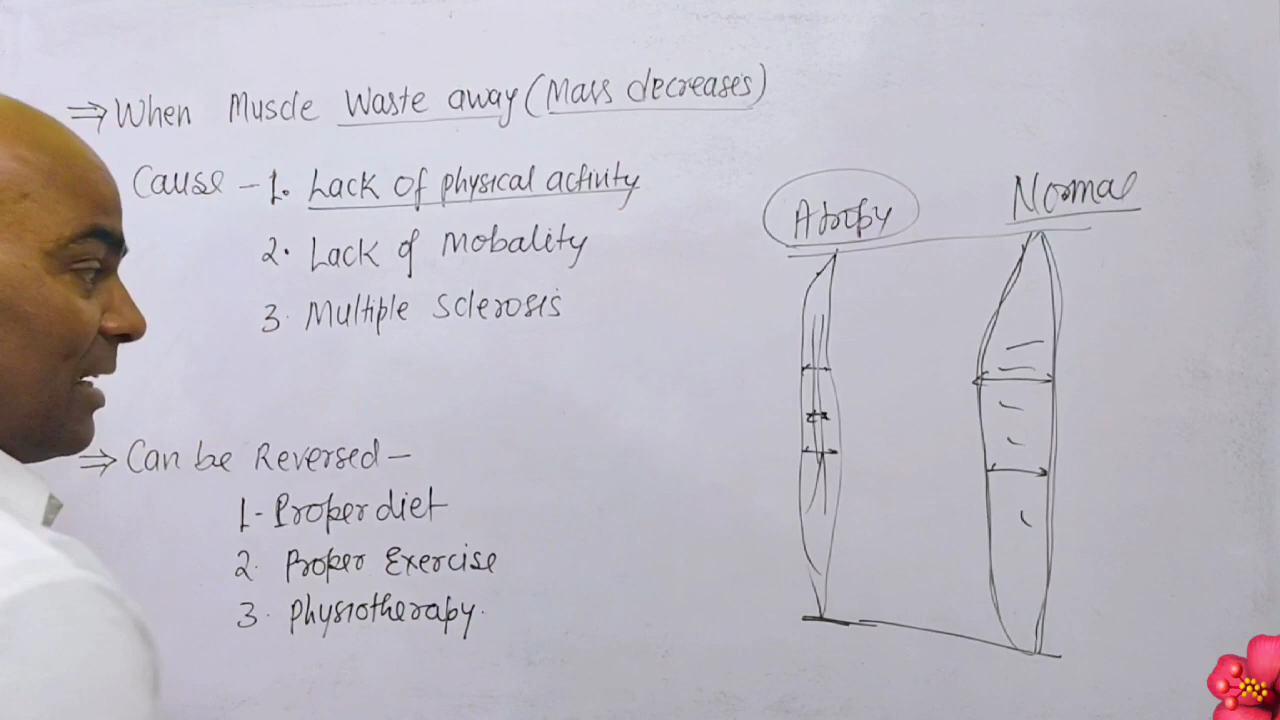 ⇒ When Muscle Waste away (Mass decreases)
Cause - 1. Lack of physical activity
2. Lack of Mobality
3. Multiple Sclerosis
⇒ Can be Reversed -
1- Proper diet
2. Proper Exercise
3. Physiotherapy.
Atropy
Normal